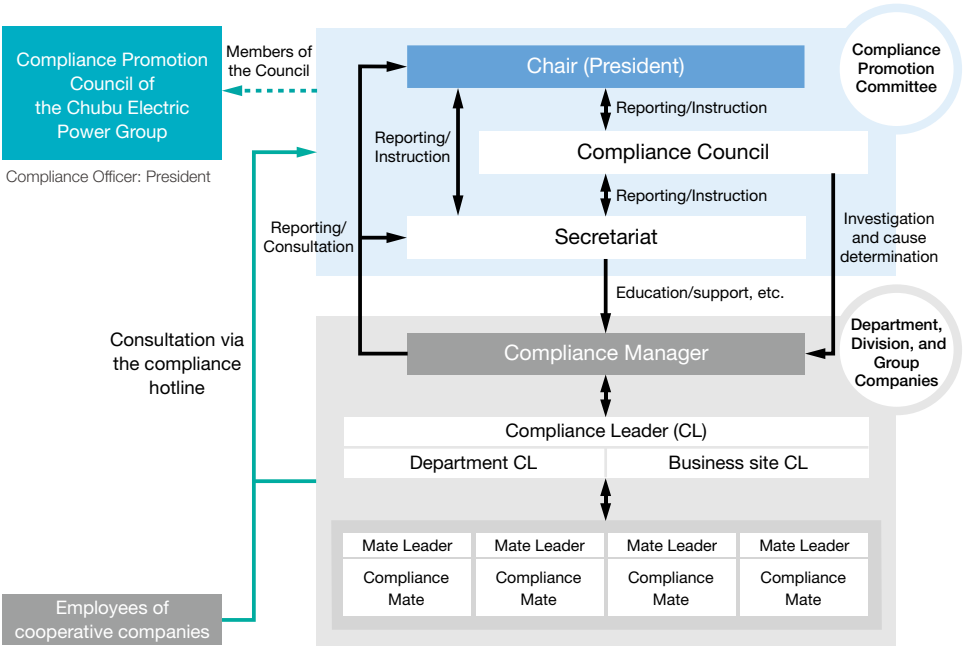 Compliance Promotion
Council of
the Chubu Electric
Power Group
Compliance Officer: President
Members of
the Council
Chair (President)
Compliance
Promotion
Committee
Reporting/Instruction
Reporting/
Instruction
Compliance Council
Reporting/Instruction
Reporting/
Consultation
Secretariat
Investigation
and cause
determination
Education/support, etc.
Consultation via
the compliance
hotline
Compliance Manager
Department,
Division, and
Group
Companies
Compliance Leader (CL)
Department CL
Business site CL
Mate Leader
Mate Leader
Mate Leader
Mate Leader
Compliance
Mate
Compliance
Mate
Compliance
Mate
Compliance
Mate
Employees of
cooperative companies